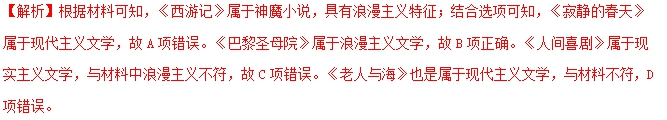 【解析】根据材料可知，《西游记》属于神魔小说，具有浪漫主义特征；结合选项可知，《寂静的春天》
属于现代主义文学，故 A 项错误。《巴黎圣母院》属于浪漫主义文学，故 B 项正确。《人间喜剧》属于现
实主义文学，与材料中浪漫主义不符，故 C 项错误。《老人与海》也是属于现代主义文学，与材料不符，D
项错误。